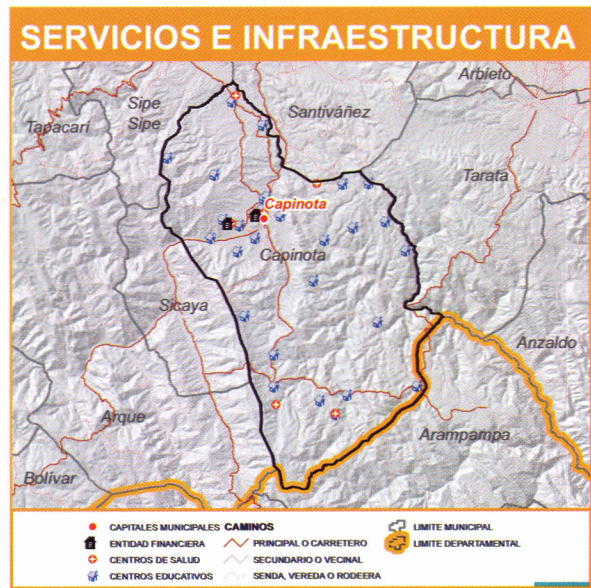 SERVICIOS E INFRAESTRUCTURA
Arbieto
Sipe
Sipe
Santiváñez
Tapacarí
Tarata
Capinota
Capinota
Sicaya
Anzaldo
Arque
Arampampa
Bolívar
CAPITALES MUNICIPALES
ENTIDAD FINANCIERA
CENTROS DE SALUD
CENTROS EDUCATIVOS
CAMINOS
PRINCIPAL O CARRETERO
SECUNDARIO O VECINAL
SENDA, VEREDA O RODEERA
LIMITE MUNICIPAL
LIMITE DEPARTAMENTAL